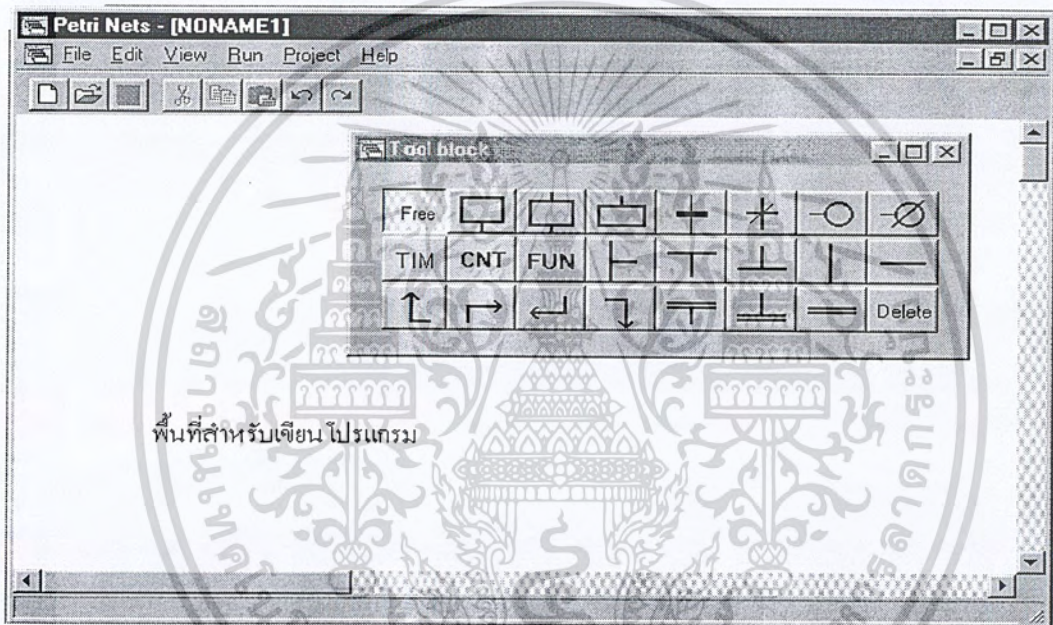 Petri Nets - [NONAME1]
File Edit View Run Project Help
Tool block
Free
TIM CNT FUN
Delete
พื้นที่สำหรับเขียนโปรแกรม